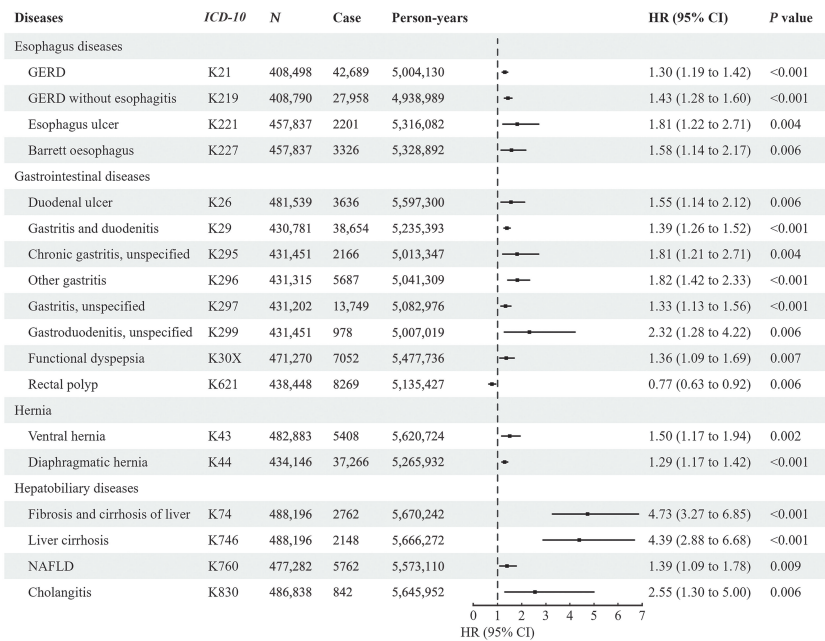 Diseases ICD-10 N Case Person-years HR (95% CI) P value
Esophagus diseases
GERD K21 408,498 42,689 5,004,130 1.30 (1.19 to 1.42) <0.001
GERD without esophagitis K219 408,790 27,958 4,938,989 1.43 (1.28 to 1.60) <0.001
Esophagus ulcer K221 457,837 2201 5,316,082 1.81 (1.22 to 2.71) 0.004
Barrett oesophagus K227 457,837 3326 5,328,892 1.58 (1.14 to 2.17) 0.006
Gastrointestinal diseases
Duodenal ulcer K26 481,539 3636 5,597,300 1.55 (1.14 to 2.12) 0.006
Gastritis and duodenitis K29 430,781 38,654 5,235,393 1.39 (1.26 to 1.52) <0.001
Chronic gastritis, unspecified K295 431,451 2166 5,013,347 1.81 (1.21 to 2.71) 0.004
Other gastritis K296 431,315 5687 5,041,309 1.82 (1.42 to 2.33) <0.001
Gastritis, unspecified K297 431,202 13,749 5,082,976 1.33 (1.13 to 1.56) <0.001
Gastroduodenitis, unspecified K299 431,451 978 5,007,019 2.32 (1.28 to 4.22) 0.006
Functional dyspepsia K30X 471,270 7052 5,477,736 1.36 (1.09 to 1.69) 0.007
Rectal polyp K621 438,448 8269 5,135,427 0.77 (0.63 to 0.92) 0.006
Hernia
Ventral hernia K43 482,883 5408 5,620,724 1.50 (1.17 to 1.94) 0.002
Diaphragmatic hernia K44 434,146 37,266 5,265,932 1.29 (1.17 to 1.42) <0.001
Hepatobiliary diseases
Fibrosis and cirrhosis of liver K74 488,196 2762 5,670,242 4.73 (3.27 to 6.85) <0.001
Liver cirrhosis K746 488,196 2148 5,666,272 4.39 (2.88 to 6.68) <0.001
NAFLD K760 477,282 5762 5,573,110 1.39 (1.09 to 1.78) 0.009
Cholangitis K830 486,838 842 5,645,952 2.55 (1.30 to 5.00) 0.006
0 1 2 3 4 5 6 7
HR (95% CI)